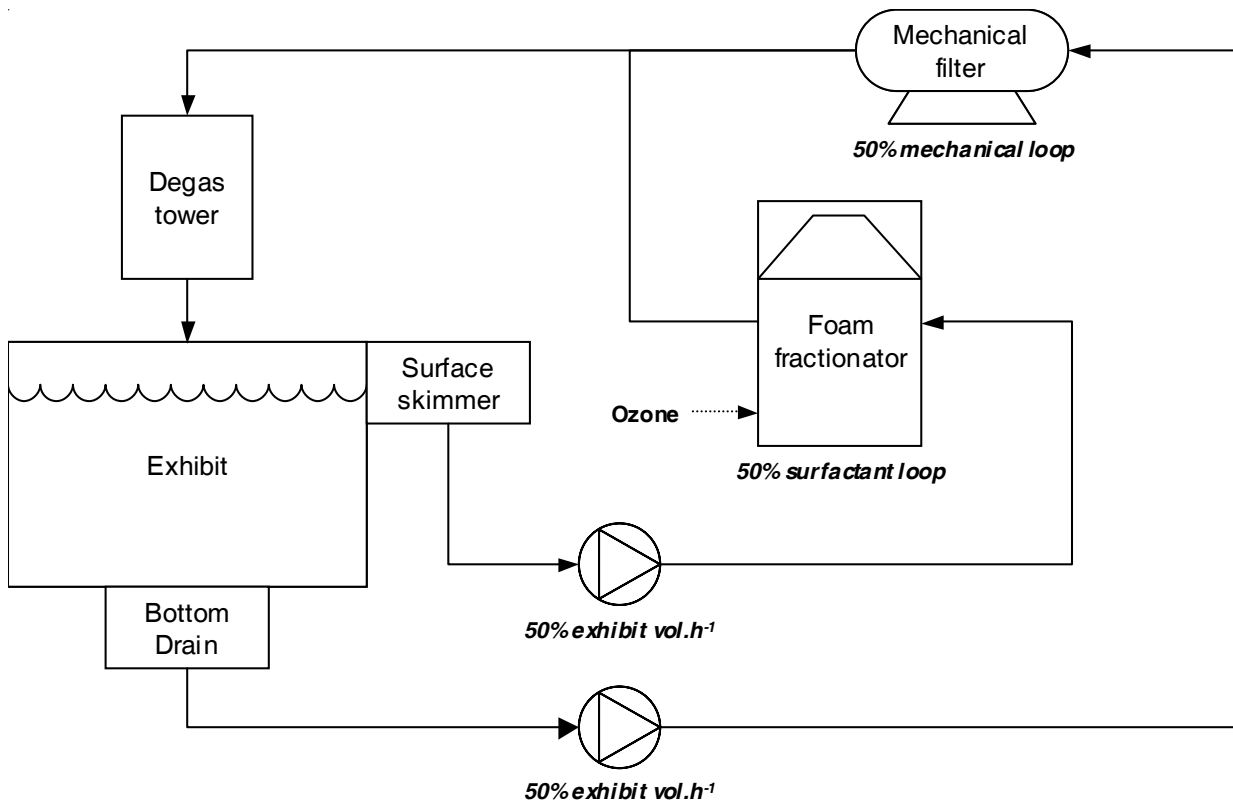 Mechanical
filter
50% mechanical loop
Degas
tower
Foam
fractionator
Surface
skimmer
Ozone
Exhibit
50% surfactant loop
Bottom
Drain
50% exhibit vol.h⁻¹
50% exhibit vol.h⁻¹